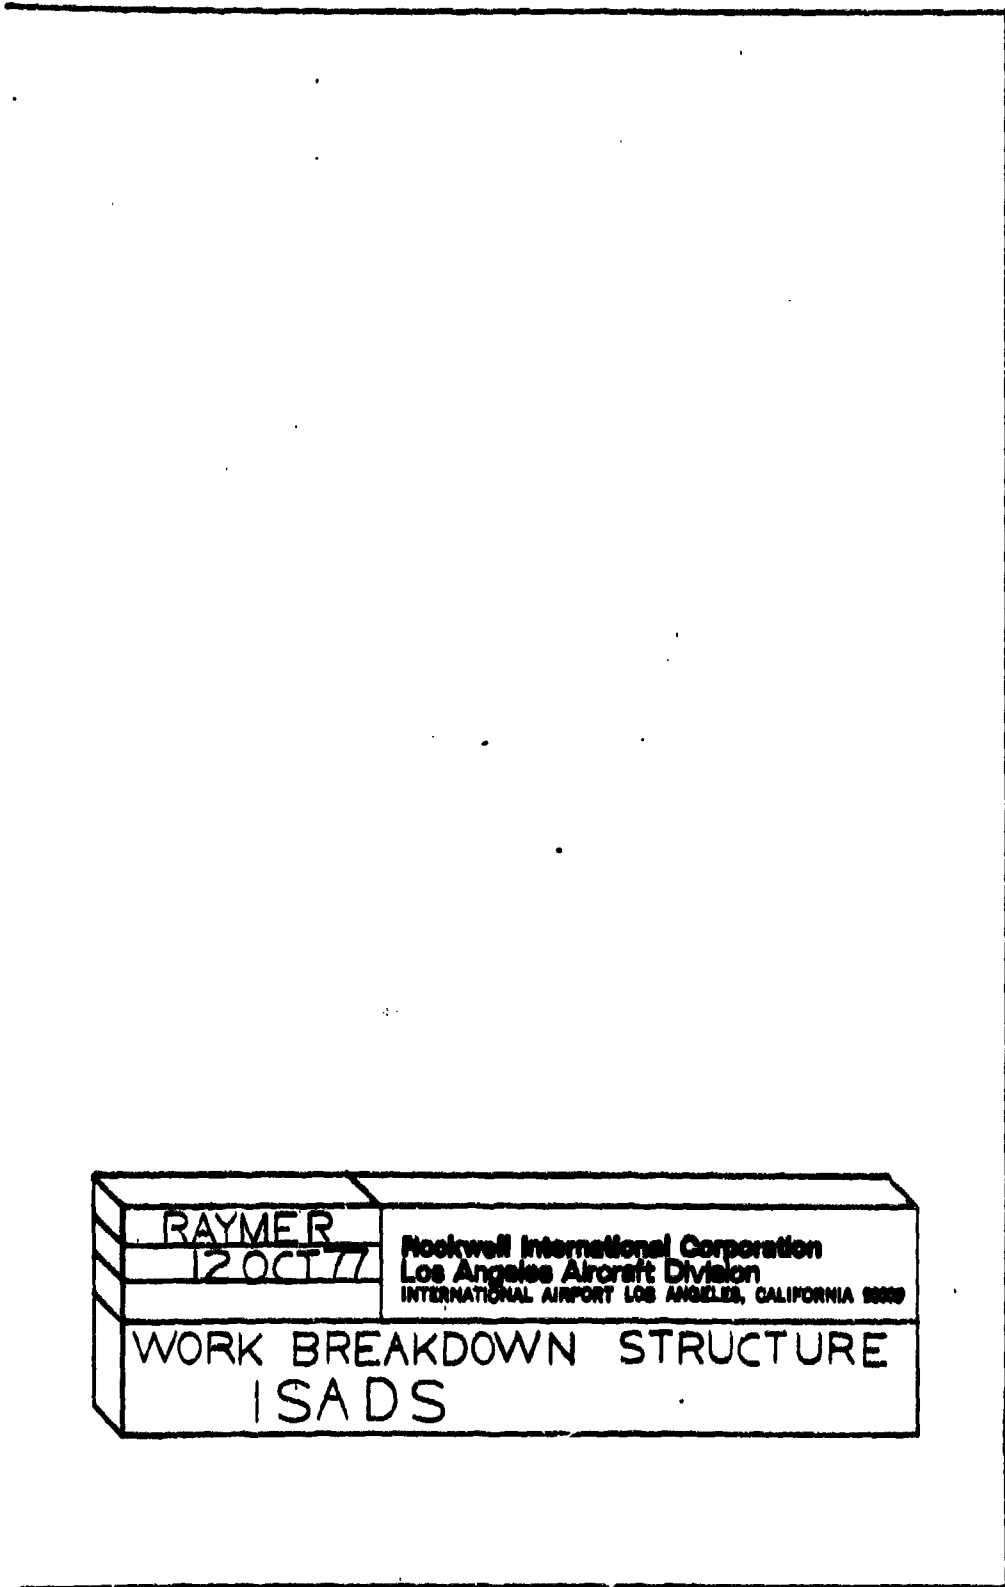 RAYMER
12 OCT 77
Rockwell International Corporation
Los Angeles Aircraft Division
INTERNATIONAL AIRPORT LOS ANGELES, CALIFORNIA
WORK BREAKDOWN STRUCTURE
ISADS